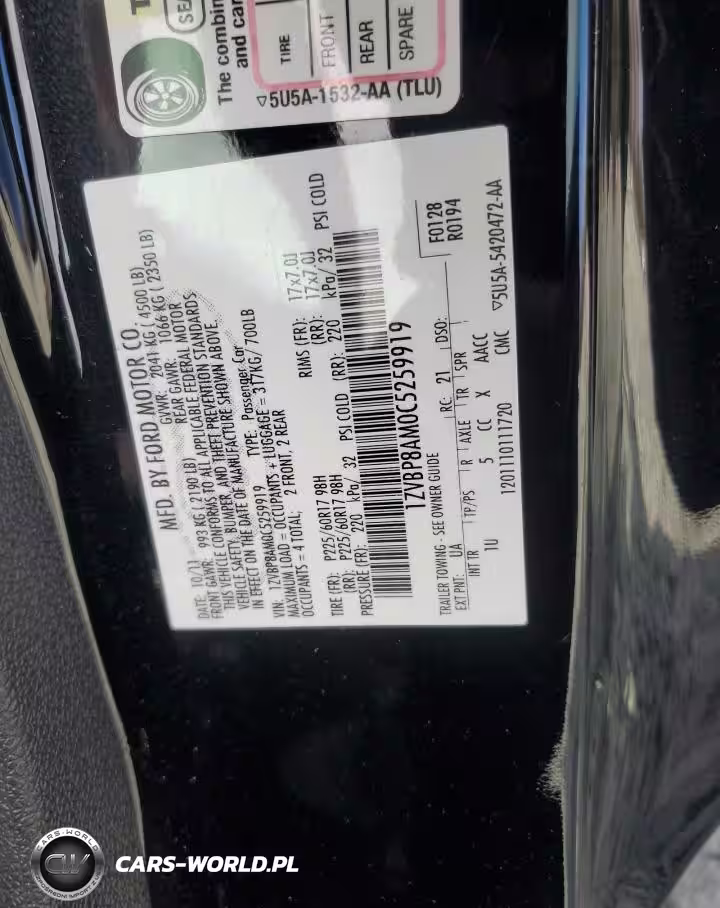 SEA
The combin
and car
TIRE
FRONT
REAR
SPARE
▽5U5A-1532-AA (TLU)
MFD. BY FORD MOTOR CO.
DATE: 10/11 GVWR: 2041 KG ( 4500 LB)
FRONT GAWR: 993 KG ( 2190 LB) REAR GAWR: 1066 KG ( 2350 LB)
THIS VEHICLE CONFORMS TO ALL APPLICABLE FEDERAL MOTOR
VEHICLE SAFETY, BUMPER, AND THEFT PREVENTION STANDARDS
IN EFFECT ON THE DATE OF MANUFACTURE SHOWN ABOVE.
VIN: 1ZVBP8AM0C5259919 TYPE: Passenger Car
MAXIMUM LOAD = OCCUPANTS + LUGGAGE = 317KG/ 700LB
OCCUPANTS = 4 TOTAL; 2 FRONT, 2 REAR
TIRE (FR): P225/60R17 98H RIMS (FR): 17x7.0J
(RR): P225/60R17 98H (RR): 17x7.0J
PRESSURE (FR): 220 kPa/ 32 PSI COLD (RR): 220 kPa/ 32 PSI COLD
1ZVBP8AM0C5259919
F0128
R0194
TRAILER TOWING - SEE OWNER GUIDE RC: 21 DSO:
EXT PNT: UA TP/PS R AXLE TR SPR
INT TR 5 CC X AACC
1U 12011101111720 CMC
▽5U5A-5420472-AA
CARS-WORLD
CW
CARS-WORLD.PL